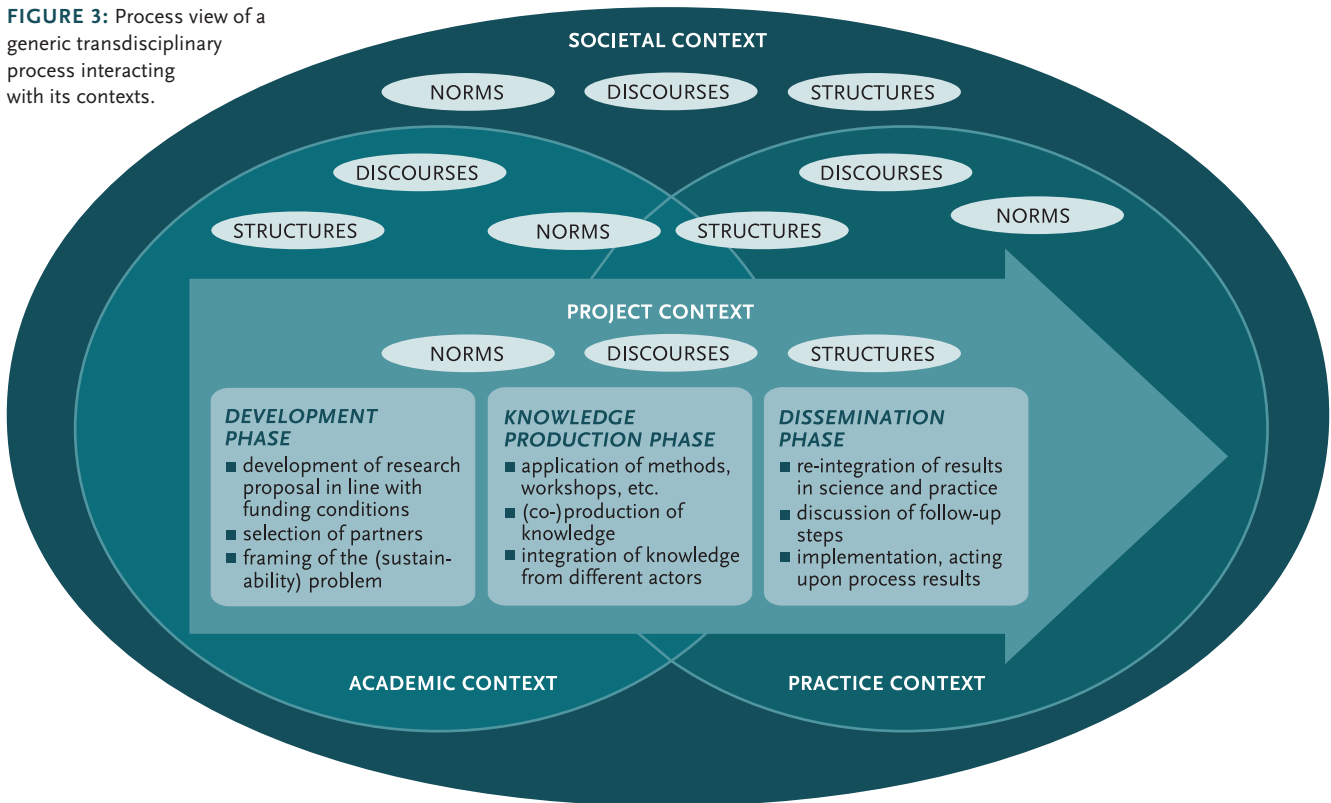 FIGURE 3: Process view of a
generic transdisciplinary
process interacting
with its contexts.
SOCIETAL CONTEXT
NORMS
DISCOURSES
STRUCTURES
DISCOURSES
STRUCTURES
NORMS
DISCOURSES
NORMS
STRUCTURES
PROJECT CONTEXT
NORMS
DISCOURSES
STRUCTURES
DEVELOPMENT
PHASE
■ development of research
proposal in line with
funding conditions
■ selection of partners
■ framing of the (sustain-
ability) problem
KNOWLEDGE
PRODUCTION PHASE
■ application of methods,
workshops, etc.
■ (co-)production of
knowledge
■ integration of knowledge
from different actors
DISSEMINATION
PHASE
■ re-integration of results
in science and practice
■ discussion of follow-up
steps
■ implementation, acting
upon process results
ACADEMIC CONTEXT
PRACTICE CONTEXT